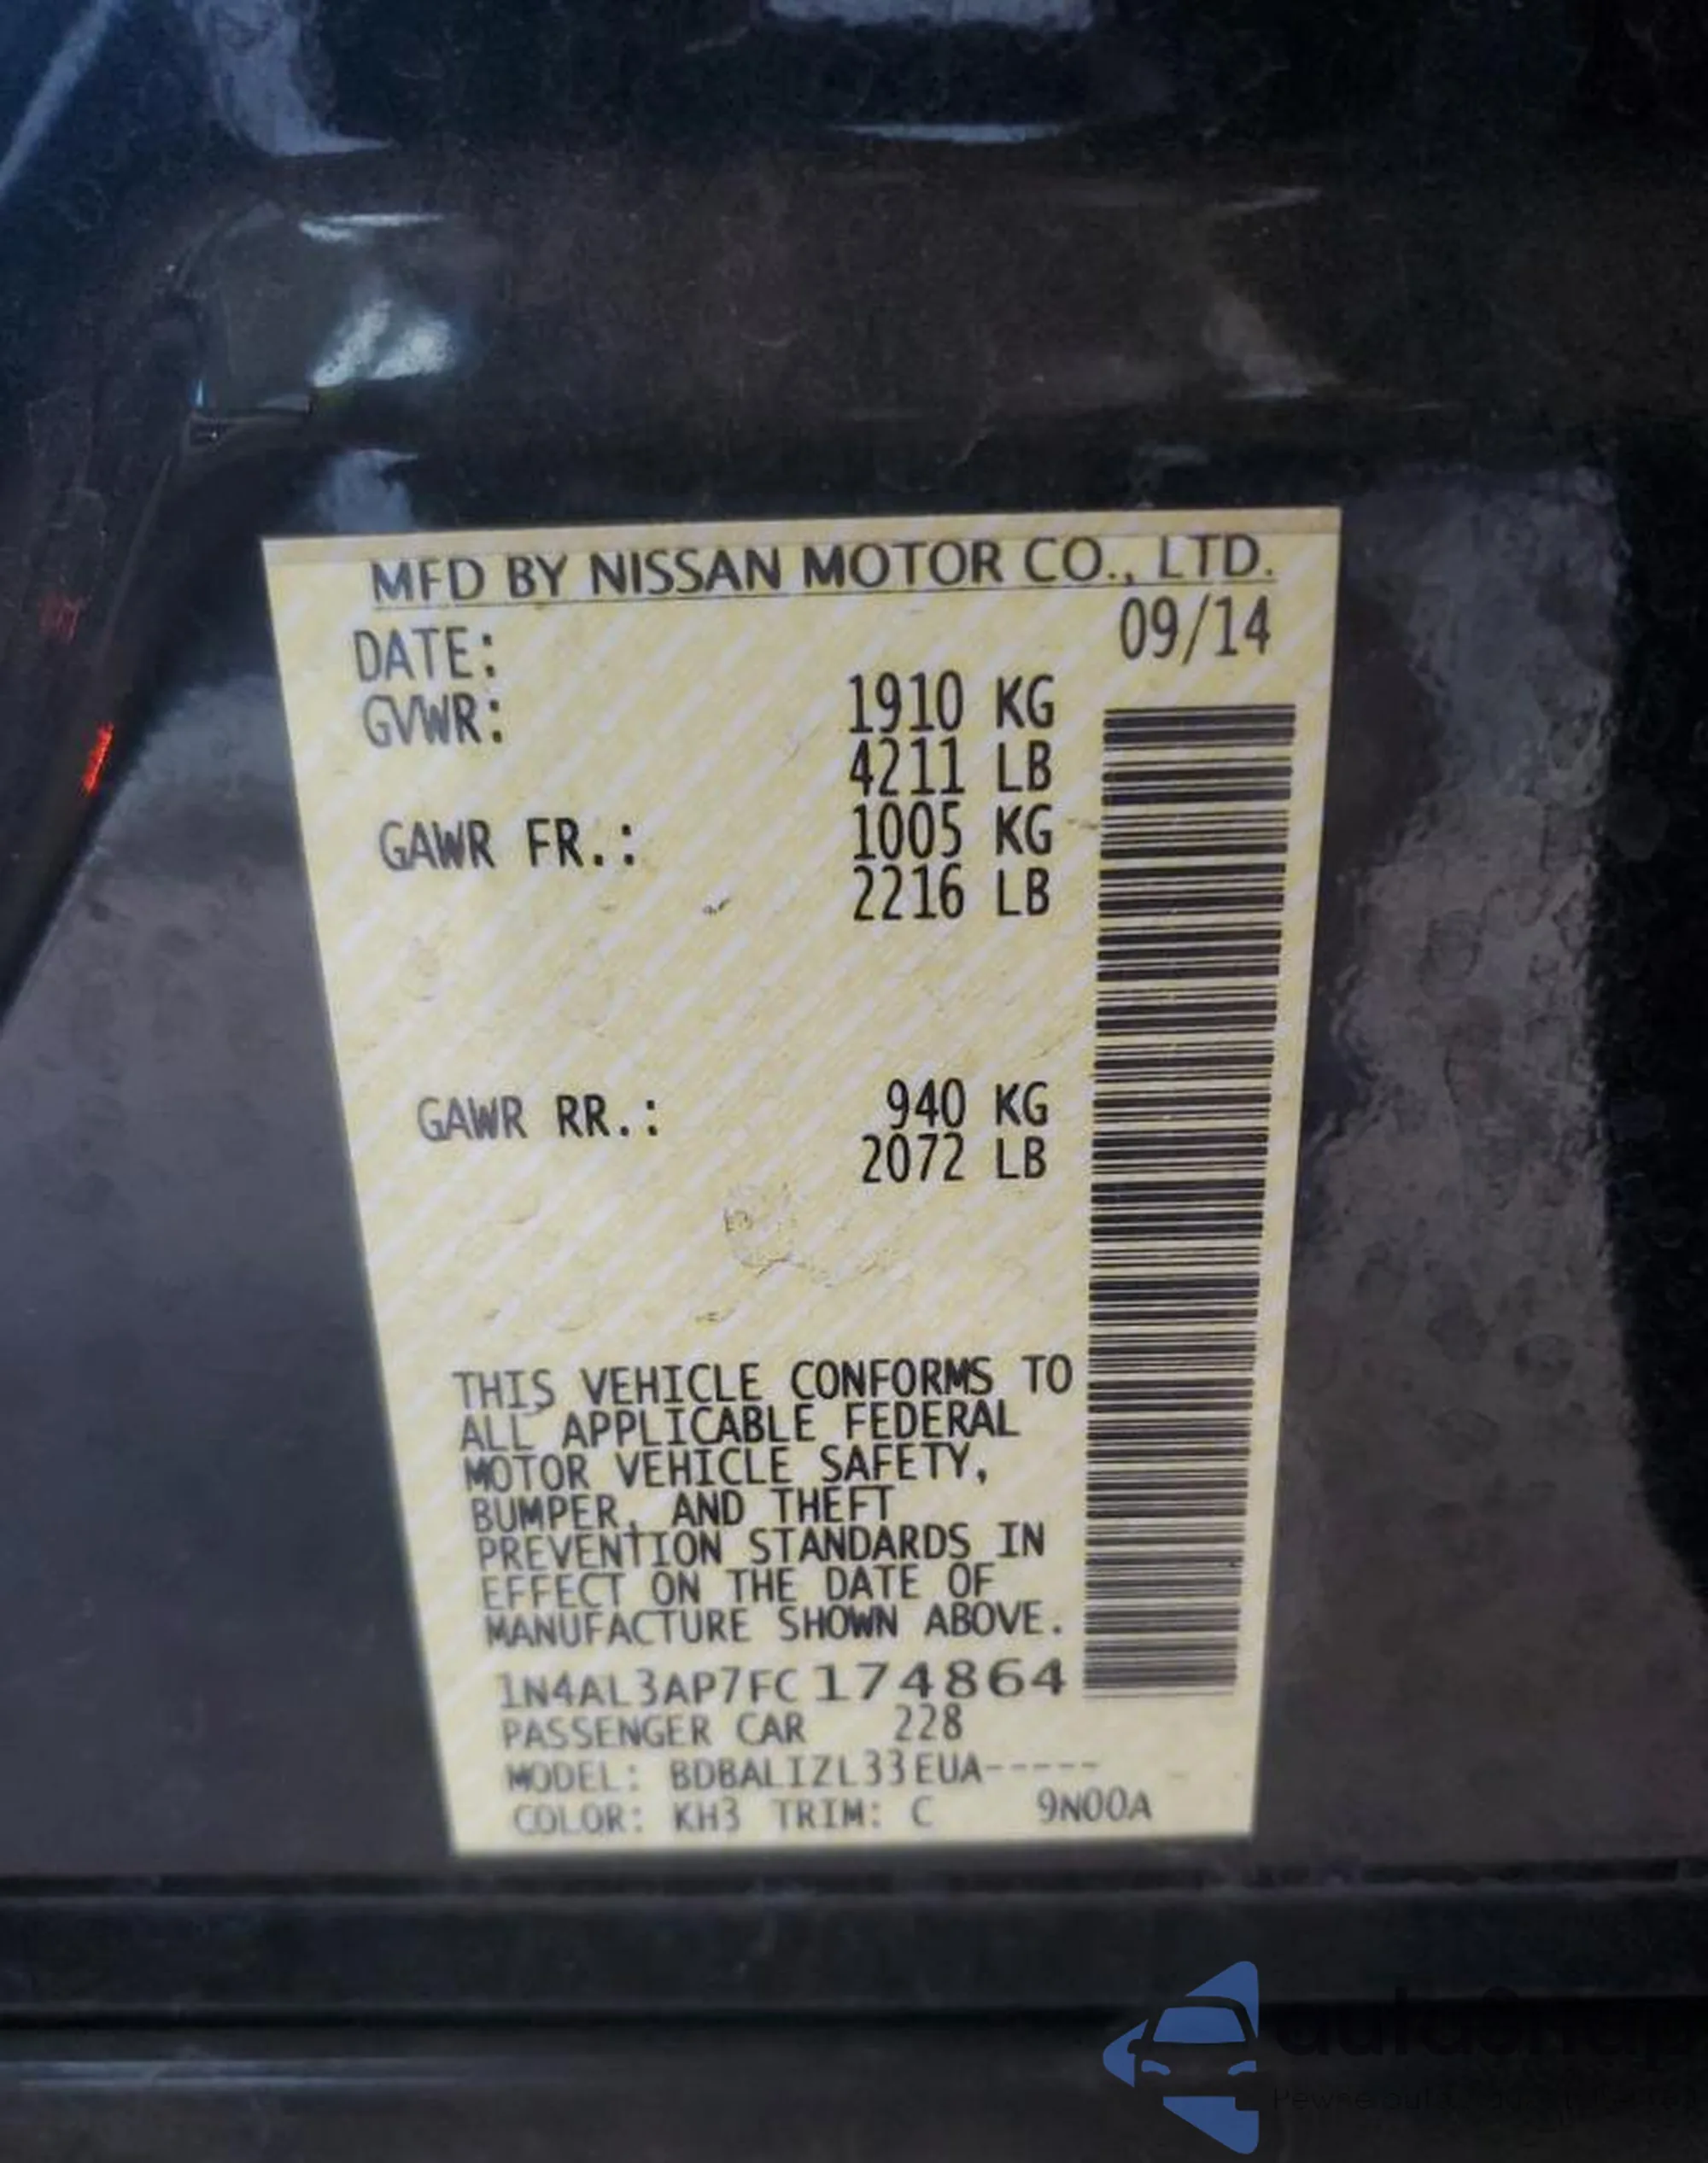 MFD BY NISSAN MOTOR CO., LTD.
DATE: 09/14
GVWR: 1910 KG
4211 LB
GAWR FR.: 1005 KG
2216 LB
GAWR RR.: 940 KG
2072 LB
THIS VEHICLE CONFORMS TO
ALL APPLICABLE FEDERAL
MOTOR VEHICLE SAFETY,
BUMPER, AND THEFT
PREVENTION STANDARDS IN
EFFECT ON THE DATE OF
MANUFACTURE SHOWN ABOVE.
1N4AL3AP7FC174864
PASSENGER CAR 228
MODEL: BDBALIZL33EUA-----
COLOR: KH3 TRIM: C 9N00A